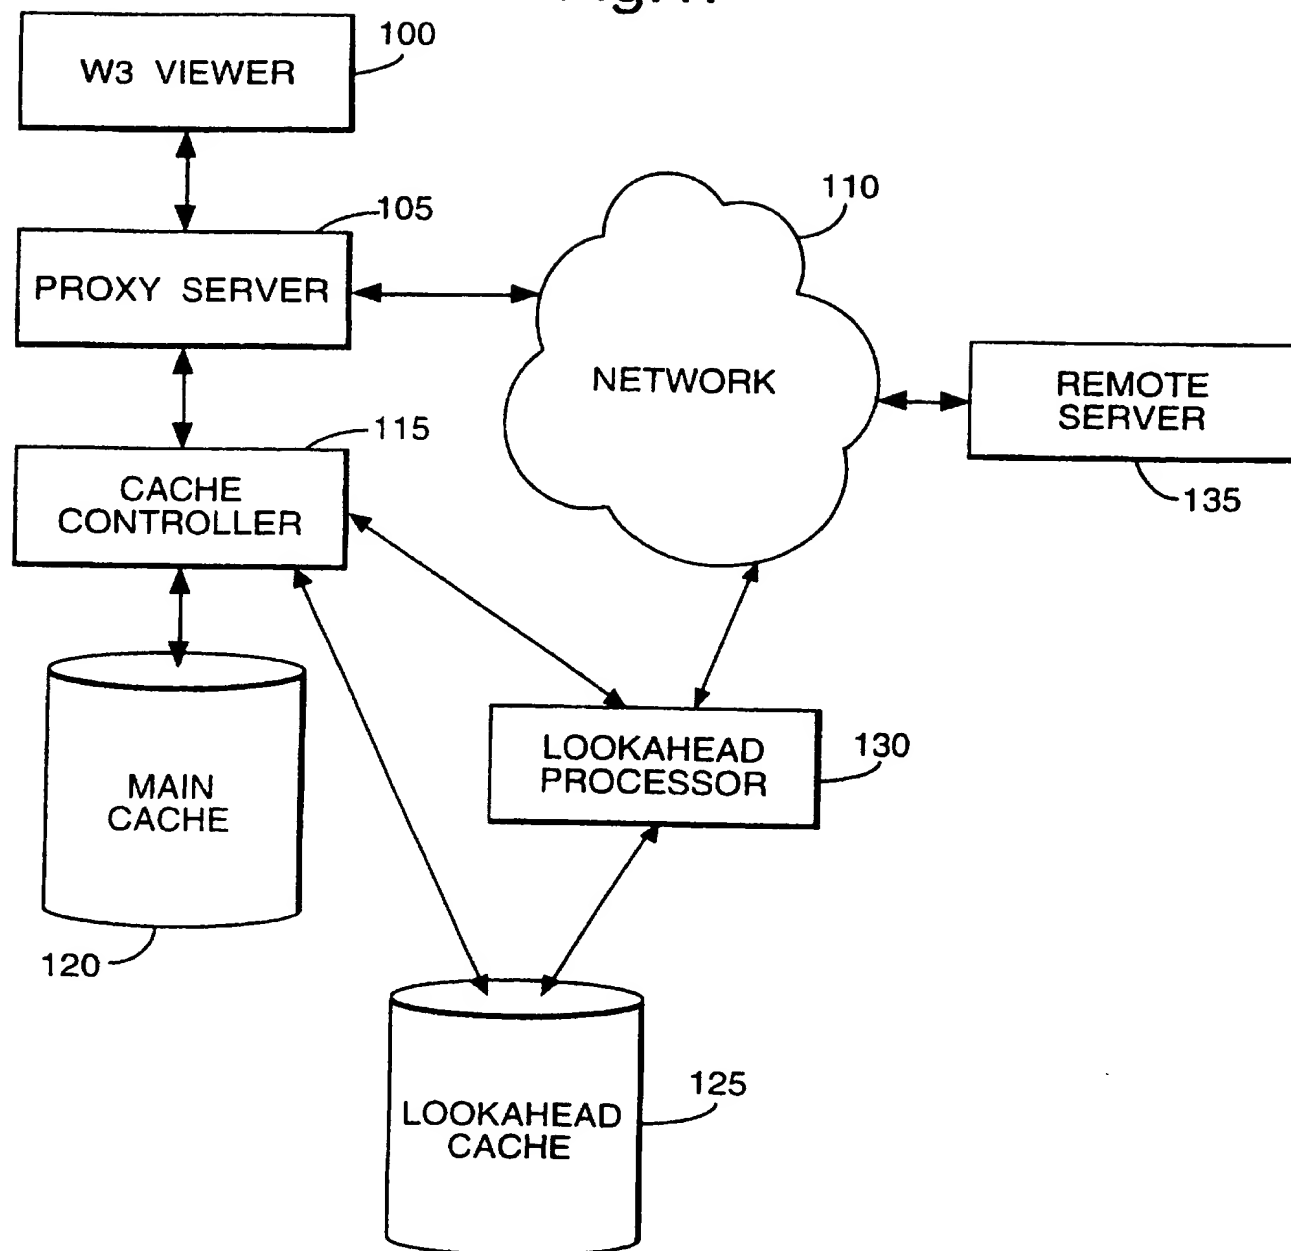 W3 VIEWER
100
105
PROXY SERVER
110
NETWORK
REMOTE
SERVER
135
115
CACHE
CONTROLLER
MAIN
CACHE
120
LOOKAHEAD
PROCESSOR
130
125
LOOKAHEAD
CACHE